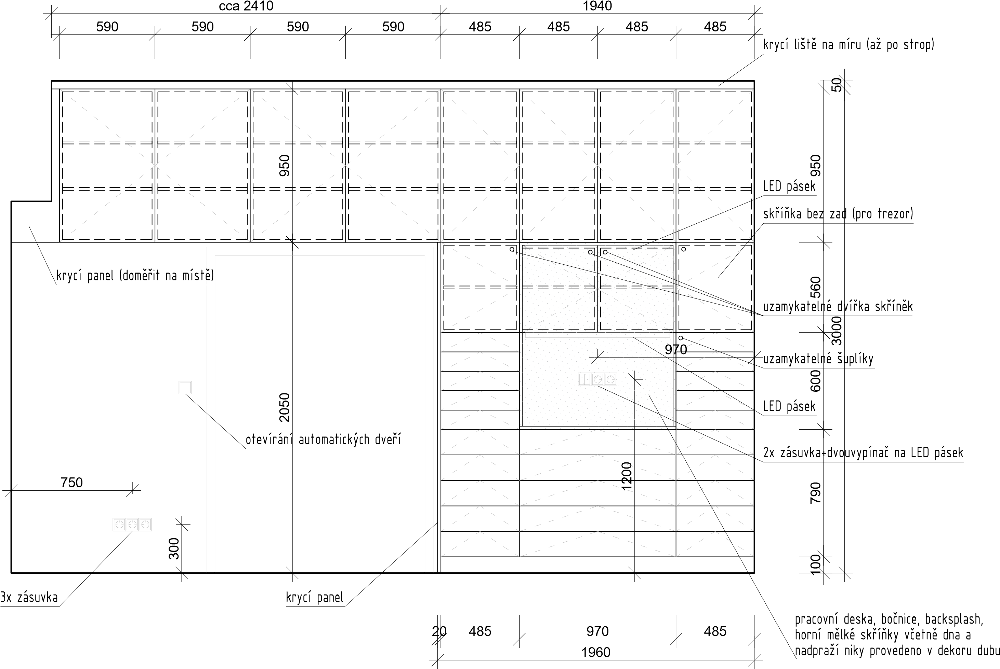 cca 2410
1940
590
590
590
590
485
485
485
485
krycí liště na míru (až po strop)
50
950
950
LED pásek
skříňka bez zad (pro trezor)
krycí panel (doměřit na místě)
560
uzamykatelné dvířka skříněk
3000
970
uzamykatelné šuplíky
600
LED pásek
2050
otevírání automatických dveří
2x zásuvka+dvouvypínač na LED pásek
750
1200
790
300
100
3x zásuvka
krycí panel
pracovní deska, bočnice, backsplash,
horní mělké skříňky včetně dna a
nadpraží niky provedeno v dekoru dubu
20
485
970
485
1960